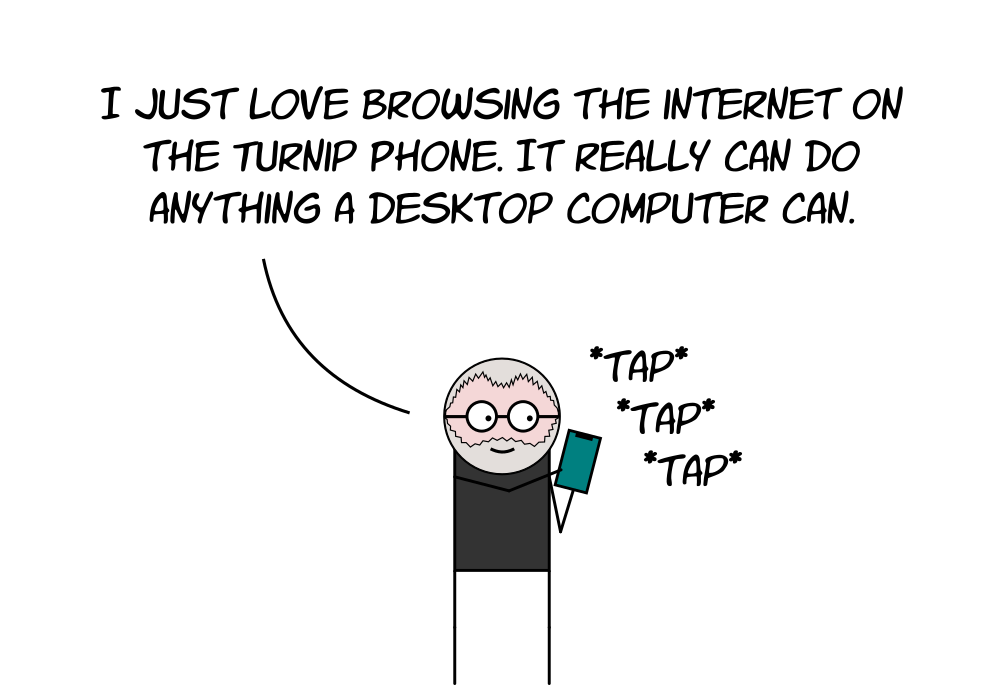 I JUST LOVE BROWSING THE INTERNET ON
THE TURNIP PHONE. IT REALLY CAN DO
ANYTHING A DESKTOP COMPUTER CAN.
*TAP*
*TAP*
*TAP*